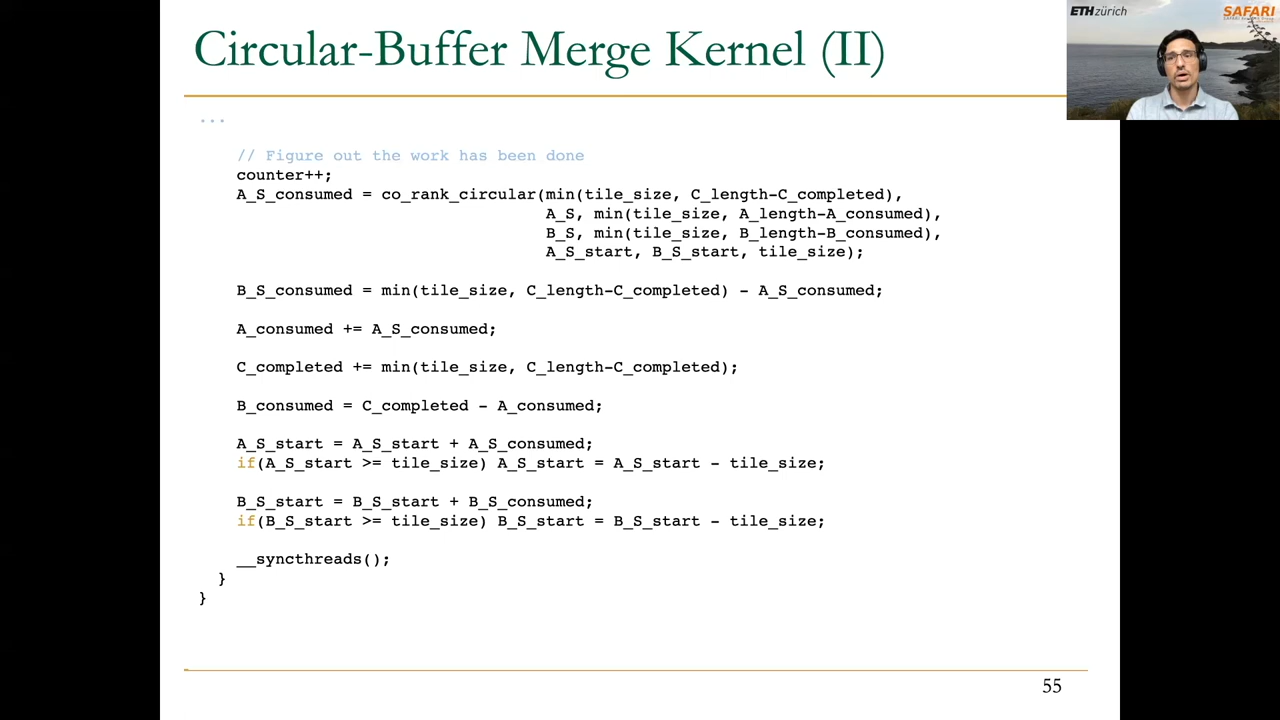 Circular-Buffer Merge Kernel (II)
ETHzürich
SAFARI
...
// Figure out the work has been done
counter++;
A_S_consumed = co_rank_circular(min(tile_size, C_length-C_completed),
A_S, min(tile_size, A_length-A_consumed),
B_S, min(tile_size, B_length-B_consumed),
A_S_start, B_S_start, tile_size);
B_S_consumed = min(tile_size, C_length-C_completed) - A_S_consumed;
A_consumed += A_S_consumed;
C_completed += min(tile_size, C_length-C_completed);
B_consumed = C_completed - A_consumed;
A_S_start = A_S_start + A_S_consumed;
if(A_S_start >= tile_size) A_S_start = A_S_start - tile_size;
B_S_start = B_S_start + B_S_consumed;
if(B_S_start >= tile_size) B_S_start = B_S_start - tile_size;
__syncthreads();
}
}
55